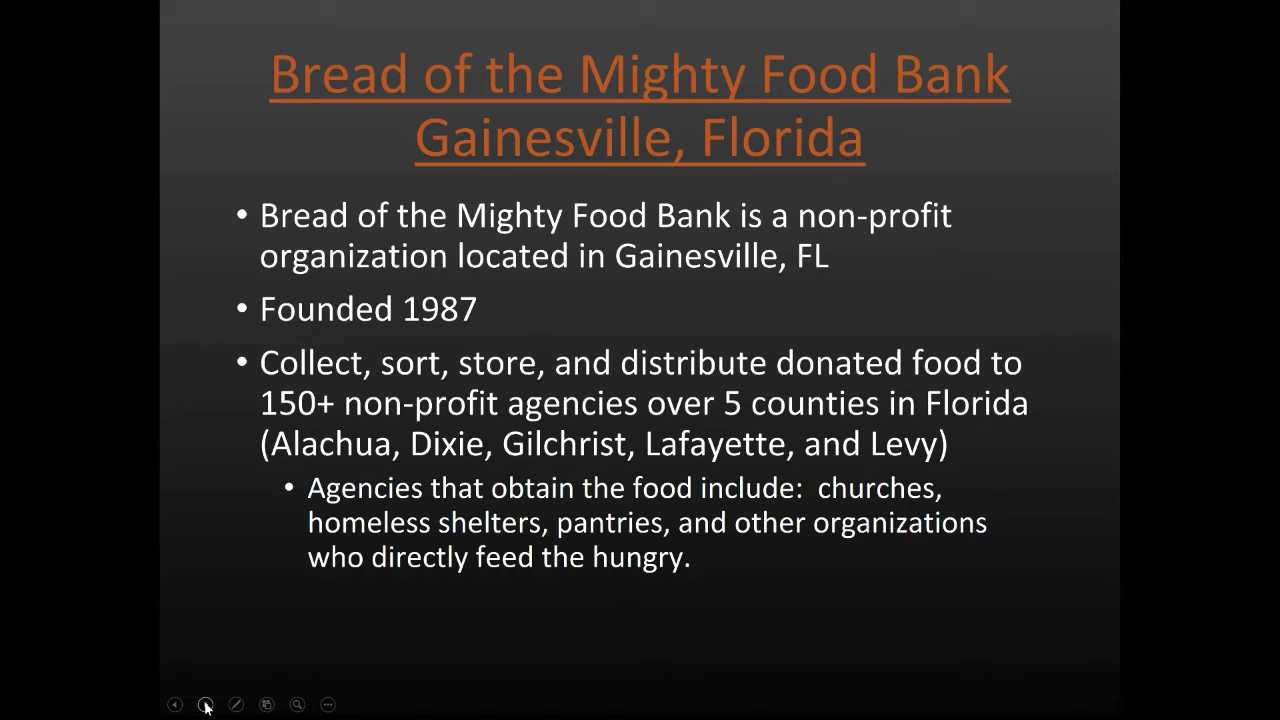 Bread of the Mighty Food Bank
Gainesville, Florida
• Bread of the Mighty Food Bank is a non-profit
organization located in Gainesville, FL
• Founded 1987
• Collect, sort, store, and distribute donated food to
150+ non-profit agencies over 5 counties in Florida
(Alachua, Dixie, Gilchrist, Lafayette, and Levy)
• Agencies that obtain the food include:  churches,
homeless shelters, pantries, and other organizations
who directly feed the hungry.